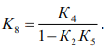 K₈ = K₄ / (1 − K₂K₅).